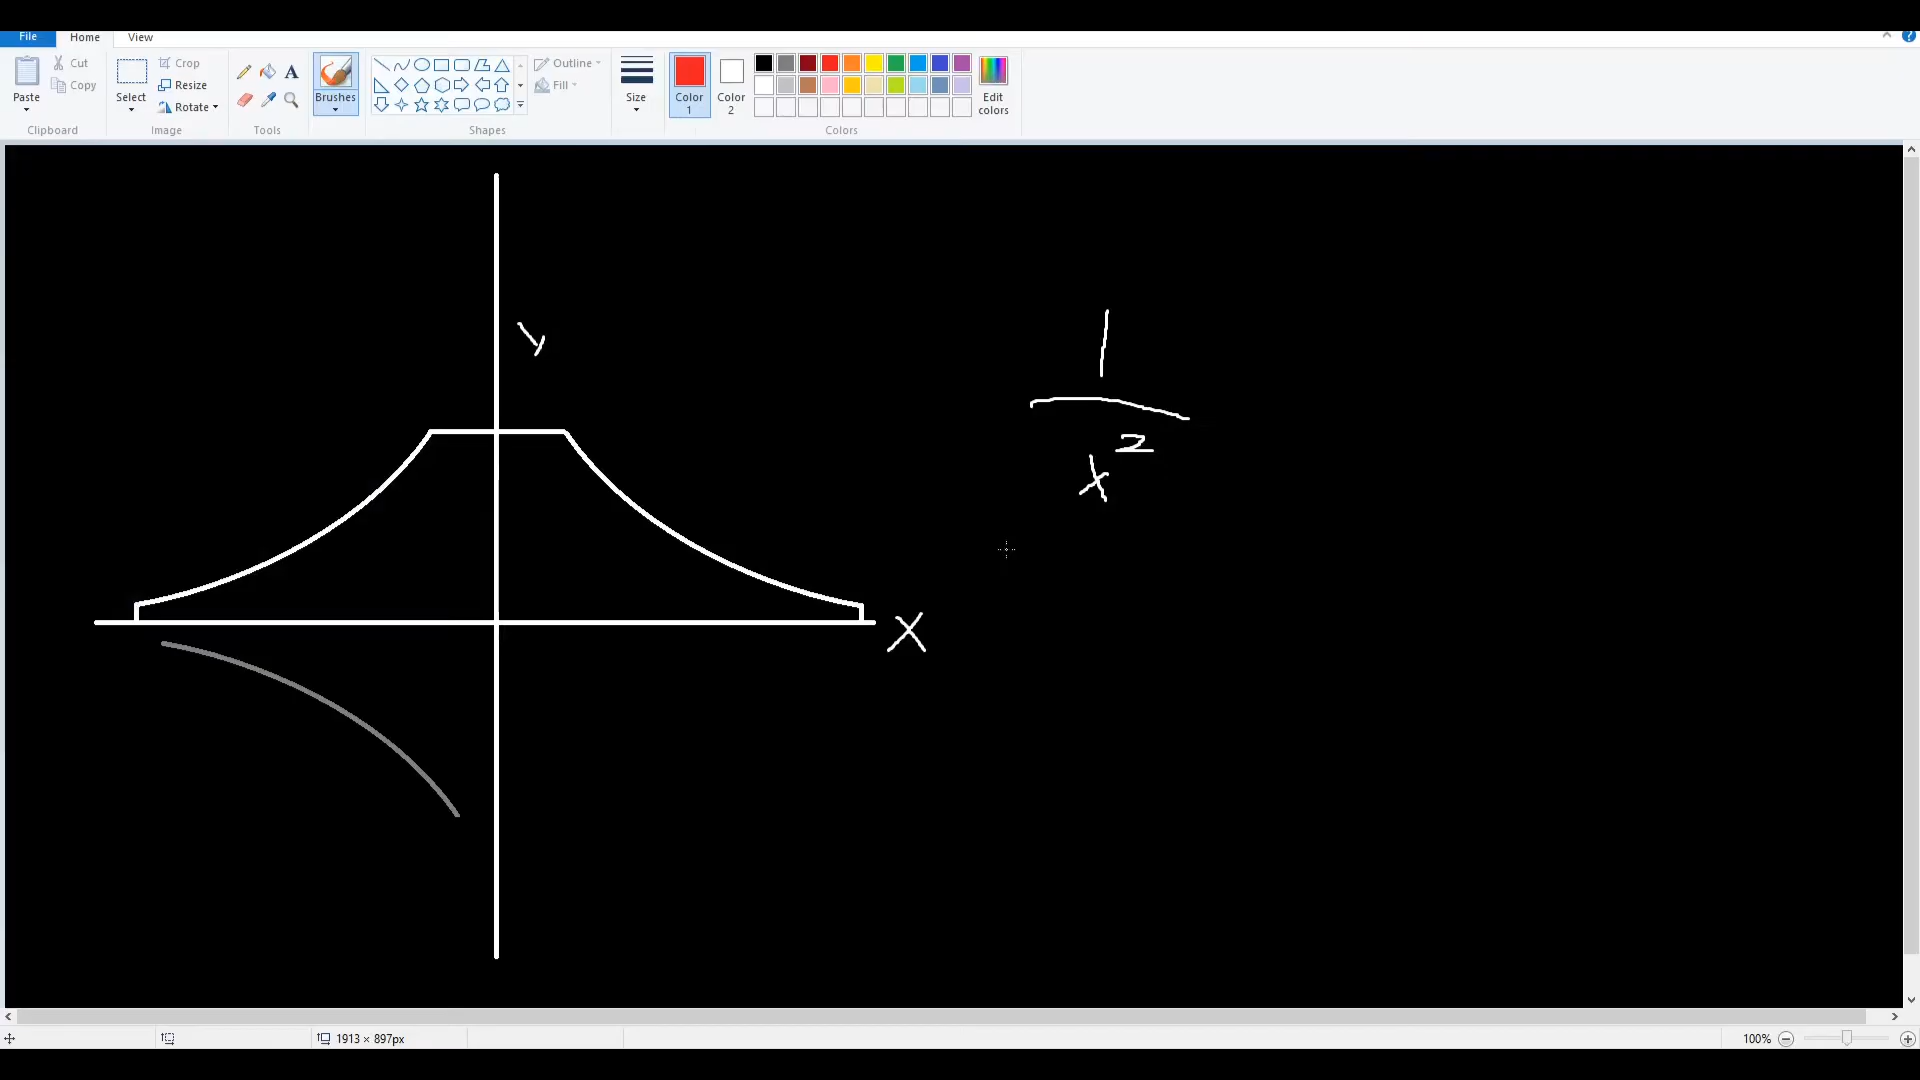 File Home View
Paste Cut Copy Clipboard
Select Crop Resize Rotate Image
A Tools
Brushes
Outline Fill Shapes
Size
Color 1 Color 2 Edit colors Colors
y
1
x 2
X
1913 × 897px 100%